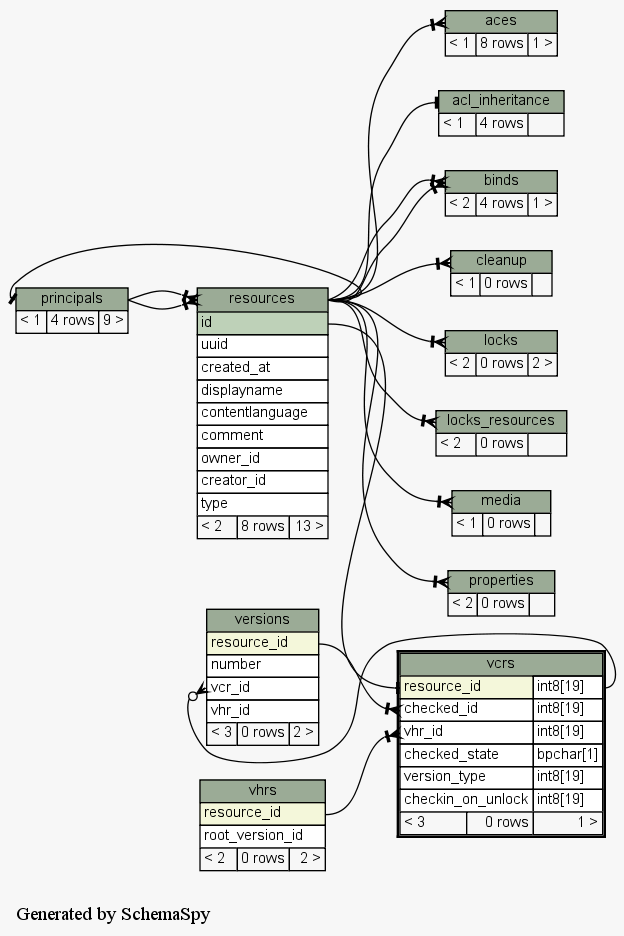 aces
< 1 8 rows 1 >
acl_inheritance
< 1 4 rows
binds
< 2 4 rows 1 >
cleanup
< 1 0 rows
principals
< 1 4 rows 9 >
resources
id
uuid
created_at
displayname
contentlanguage
comment
owner_id
creator_id
type
< 2 8 rows 13 >
locks
< 2 0 rows 2 >
locks_resources
< 2 0 rows
media
< 1 0 rows
properties
< 2 0 rows
versions
resource_id
number
vcr_id
vhr_id
< 3 0 rows 2 >
vcrs
resource_id int8[19]
checked_id int8[19]
vhr_id int8[19]
checked_state bpchar[1]
version_type int8[19]
checkin_on_unlock int8[19]
< 3 0 rows 1 >
vhrs
resource_id
root_version_id
< 2 0 rows 2 >
Generated by SchemaSpy